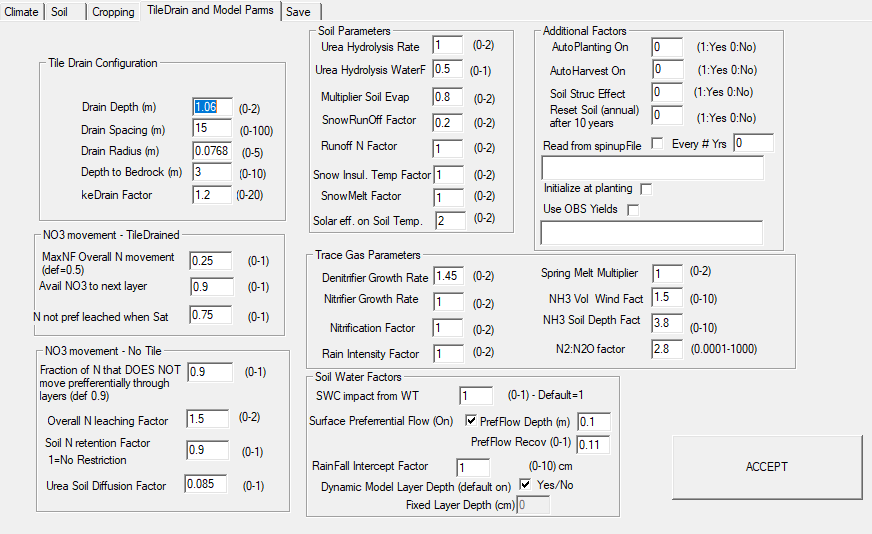 Climate Soil Cropping TileDrain and Model Parms Save
Tile Drain Configuration
Drain Depth (m) 1.06 (0-2)
Drain Spacing (m) 15 (0-100)
Drain Radius (m) 0.0768 (0-5)
Depth to Bedrock (m) 3 (0-10)
keDrain Factor 1.2 (0-20)
NO3 movement - TileDrained
MaxNF Overall N movement 0.25 (0-1)
(def=0.5)
Avail NO3 to next layer 0.9 (0-1)
N not pref leached when Sat 0.75 (0-1)
NO3 movement - No Tile
Fraction of N that DOES NOT 0.9 (0-1)
move prefferentially through
layers (def 0.9)
Overall N leaching Factor 1.5 (0-2)
Soil N retention Factor 0.9 (0-1)
1=No Restriction
Urea Soil Diffusion Factor 0.085 (0-1)
Soil Parameters
Urea Hydrolysis Rate 1 (0-2)
Urea Hydrolysis WaterF 0.5 (0-1)
Multiplier Soil Evap 0.8 (0-2)
SnowRunOff Factor 0.2 (0-2)
Runoff N Factor 1 (0-2)
Snow Insul. Temp Factor 1 (0-2)
SnowMelt Factor 1 (0-2)
Solar eff. on Soil Temp. 2 (0-2)
Additional Factors
AutoPlanting On 0 (1:Yes 0:No)
AutoHarvest On 0 (1:Yes 0:No)
Soil Struc Effect 0 (1:Yes 0:No)
Reset Soil (annual) 0 (1:Yes 0:No)
after 10 years
Read from spinupFile Every # Yrs 0
Initialize at planting
Use OBS Yields
Trace Gas Parameters
Denitrifier Growth Rate 1.45 (0-2)
Nitrifier Growth Rate 1 (0-2)
Nitrification Factor 1 (0-2)
Rain Intensity Factor 1 (0-2)
Spring Melt Multiplier 1 (0-2)
NH3 Vol Wind Fact 1.5 (0-10)
NH3 Soil Depth Fact 3.8 (0-10)
N2:N2O factor 2.8 (0.0001-1000)
Soil Water Factors
SWC impact from WT 1 (0-1) - Default=1
Surface Preferrential Flow (On) PrefFlow Depth (m) 0.1
PrefFlow Recov (0-1) 0.11
RainFall Intercept Factor 1 (0-10) cm
Dynamic Model Layer Depth (default on) Yes/No
Fixed Layer Depth (cm) 0
ACCEPT